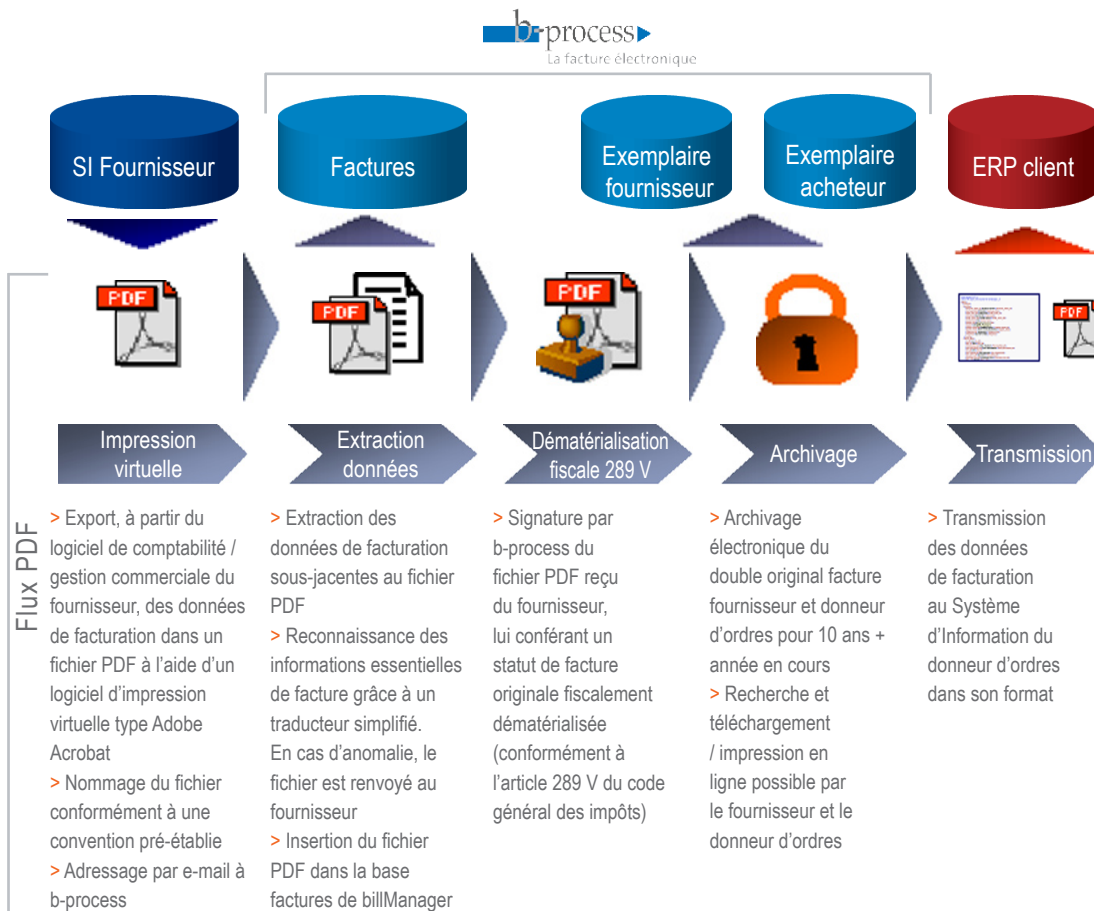 b-process
La facture électronique
SI Fournisseur
Factures
Exemplaire
fournisseur
Exemplaire
acheteur
ERP client
PDF
PDF
PDF
PDF
Impression
virtuelle
Extraction
données
Dématérialisation
fiscale 289 V
Archivage
Transmission
Flux PDF
> Export, à partir du
logiciel de comptabilité /
gestion commerciale du
fournisseur, des données
de facturation dans un
fichier PDF à l’aide d’un
logiciel d’impression
virtuelle type Adobe
Acrobat
> Nommage du fichier
conformément à une
convention pré-établie
> Adressage par e-mail à
b-process
> Extraction des
données de facturation
sous-jacentes au fichier
PDF
> Reconnaissance des
informations essentielles
de facture grâce à un
traducteur simplifié.
En cas d’anomalie, le
fichier est renvoyé au
fournisseur
> Insertion du fichier
PDF dans la base
factures de billManager
> Signature par
b-process du
fichier PDF reçu
du fournisseur,
lui conférant un
statut de facture
originale fiscalement
dématérialisée
(conformément à
l’article 289 V du code
général des impôts)
> Archivage
électronique du
double original facture
fournisseur et donneur
d’ordres pour 10 ans +
année en cours
> Recherche et
téléchargement
/ impression en
ligne possible par
le fournisseur et le
donneur d’ordres
> Transmission
des données
de facturation
au Système
d’Information du
donneur d’ordres
dans son format